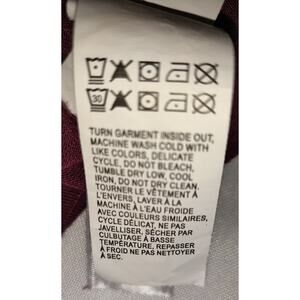 30
TURN GARMENT INSIDE OUT,
MACHINE WASH COLD WITH
LIKE COLORS, DELICATE
CYCLE, DO NOT BLEACH,
TUMBLE DRY LOW, COOL
IRON, DO NOT DRY CLEAN.
TOURNER LE VÊTEMENT À
L'ENVERS, LAVER À LA
MACHINE À L'EAU FROIDE
AVEC COULEURS SIMILAIRES,
CYCLE DÉLICAT, NE PAS
JAVELLISER, SÉCHER PAR
CULBUTAGE À BASSE
TEMPÉRATURE, REPASSER
À FROID NE PAS NETTOYER
À SEC.